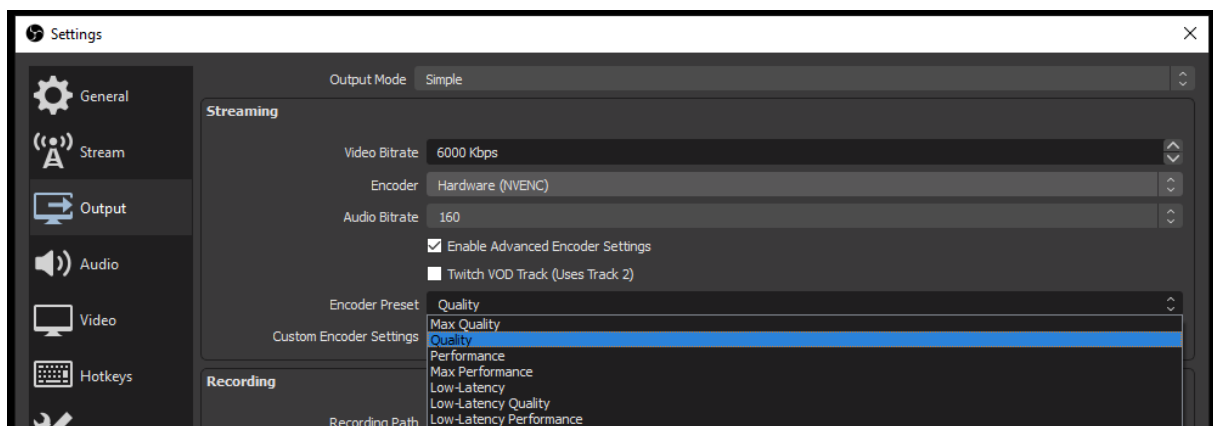 Settings
General
Stream
Output
Audio
Video
Hotkeys
Output Mode Simple
Streaming
Video Bitrate 6000 Kbps
Encoder Hardware (NVENC)
Audio Bitrate 160
Enable Advanced Encoder Settings
Twitch VOD Track (Uses Track 2)
Encoder Preset Quality
Max Quality
Custom Encoder Settings Quality
Performance
Max Performance
Recording
Low-Latency
Low-Latency Quality
Recording Path Low-Latency Performance